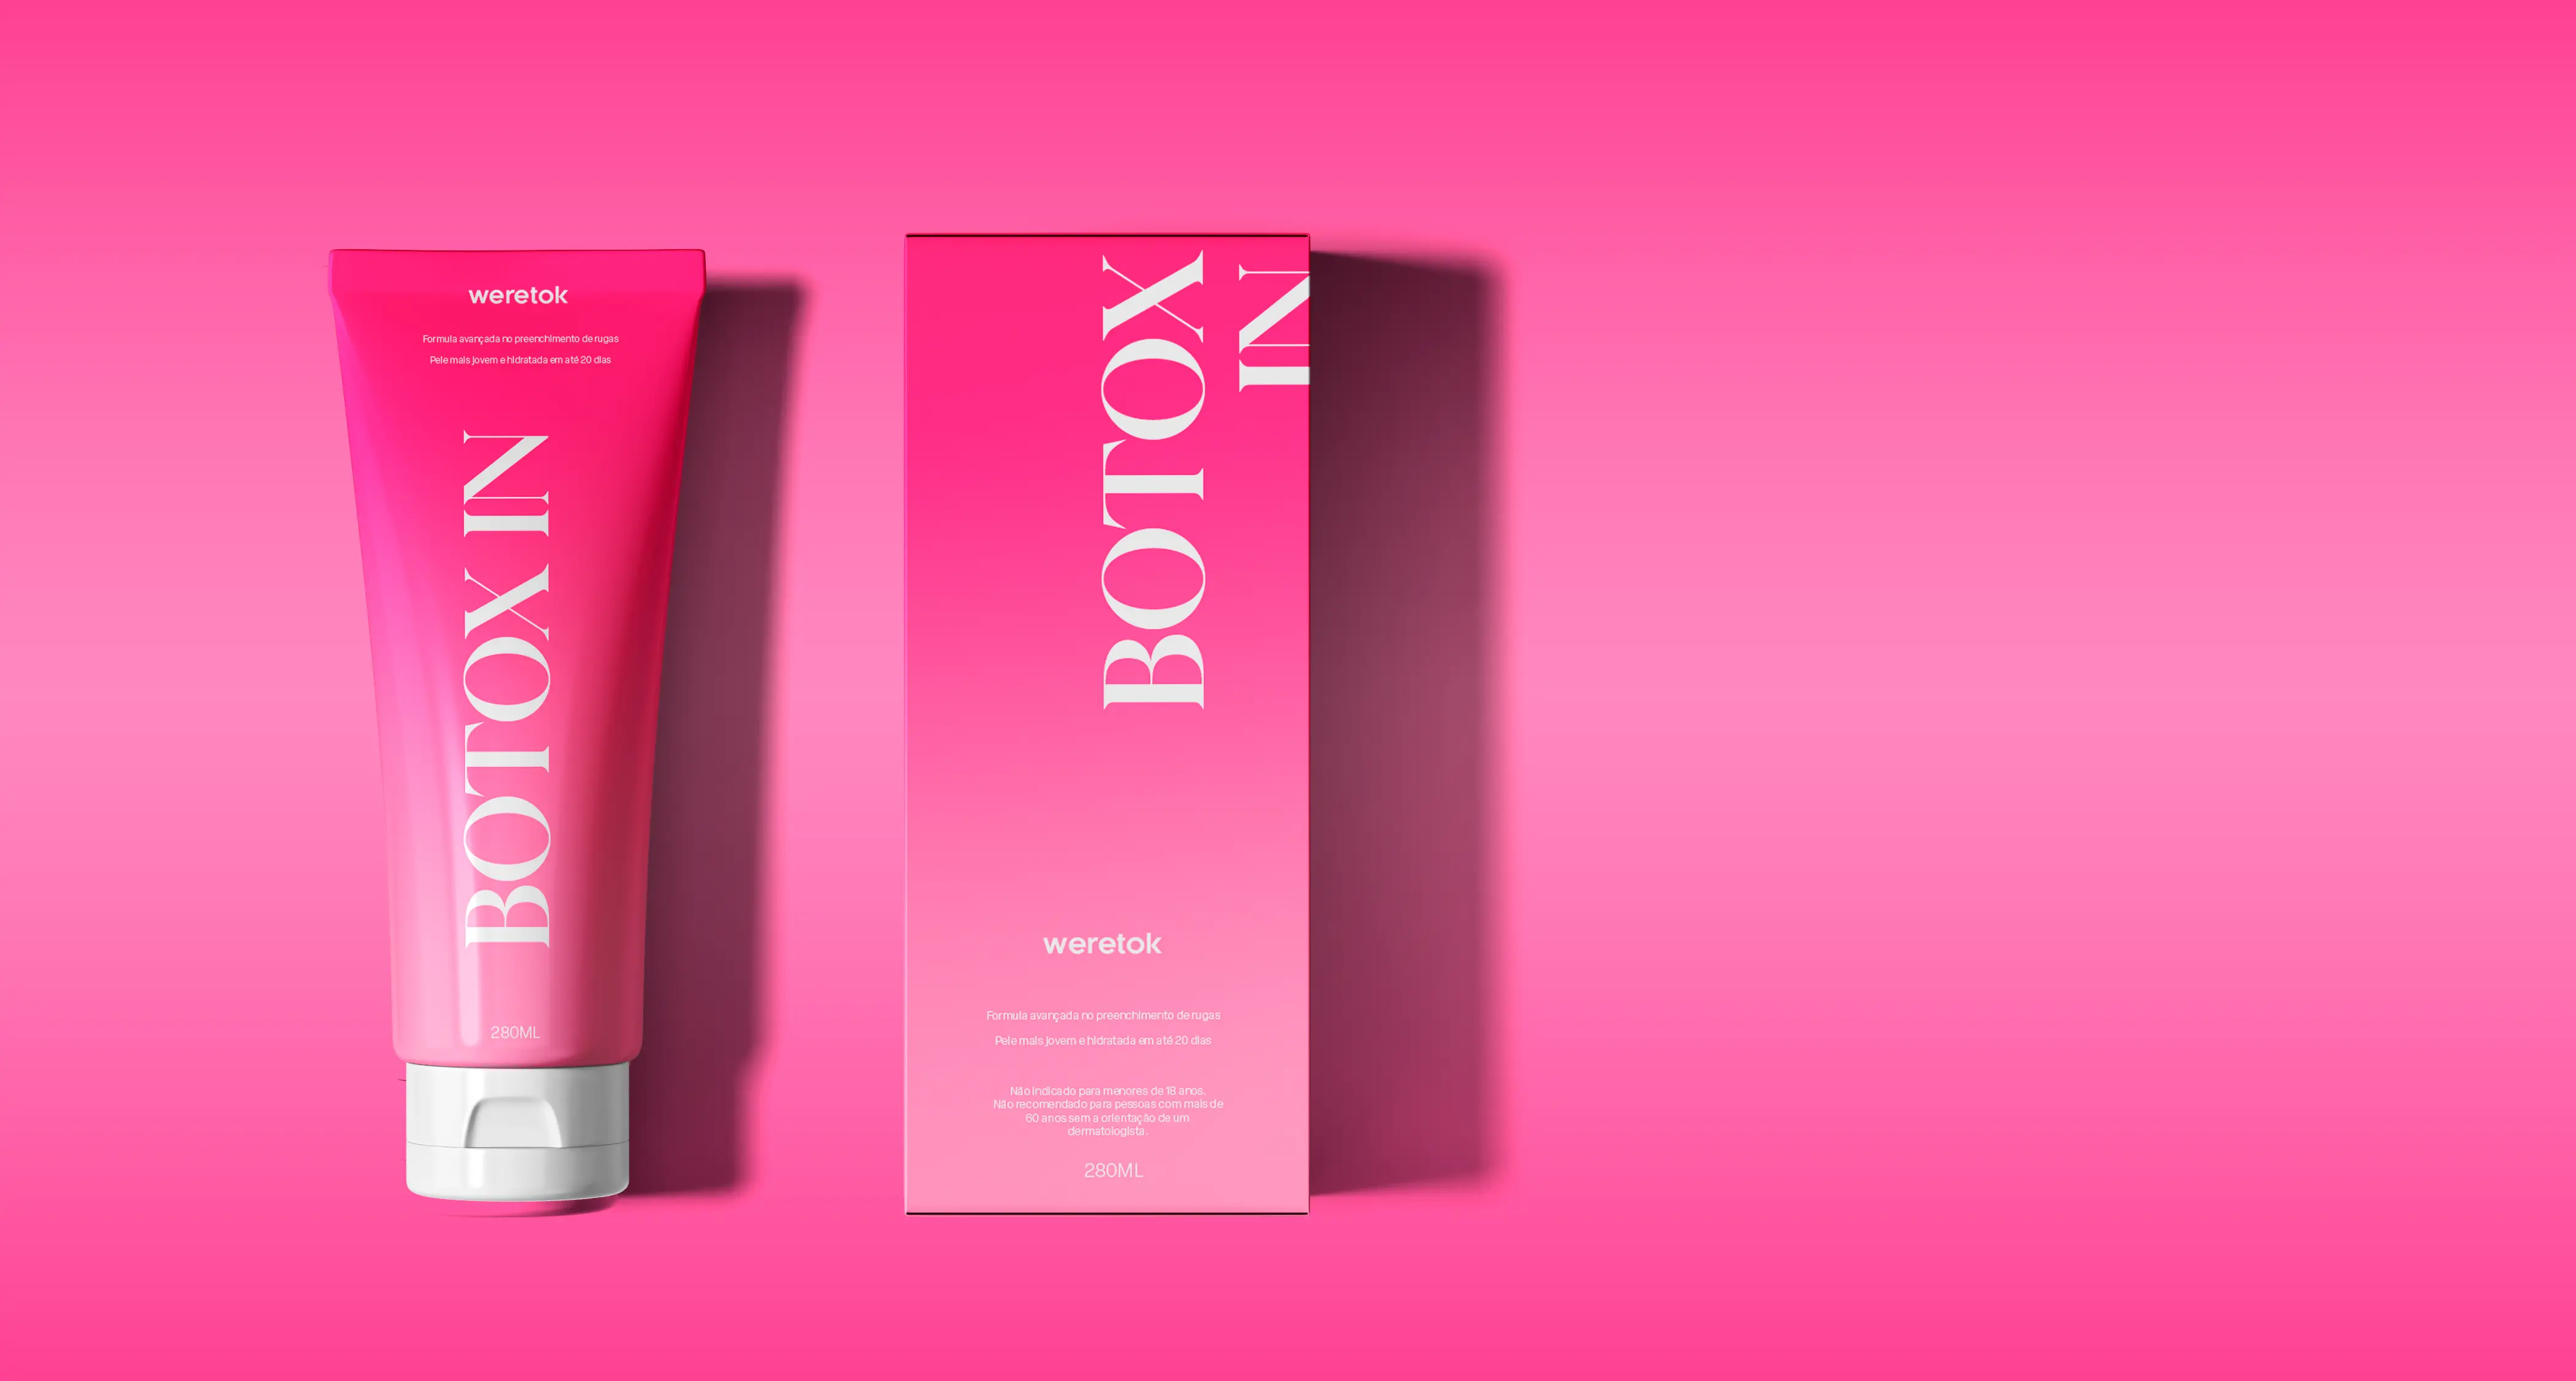 weretok
Formula avançada no preenchimento de rugas
Pele mais jovem e hidratada em até 20 dias
BOTOX IN
280ML
BOTOX
IN
weretok
Formula avançada no preenchimento de rugas
Pele mais jovem e hidratada em até 20 dias
Não indicado para menores de 18 anos.
Não recomendado para pessoas com mais de
60 anos sem a orientação de um
dermatologista.
280ML